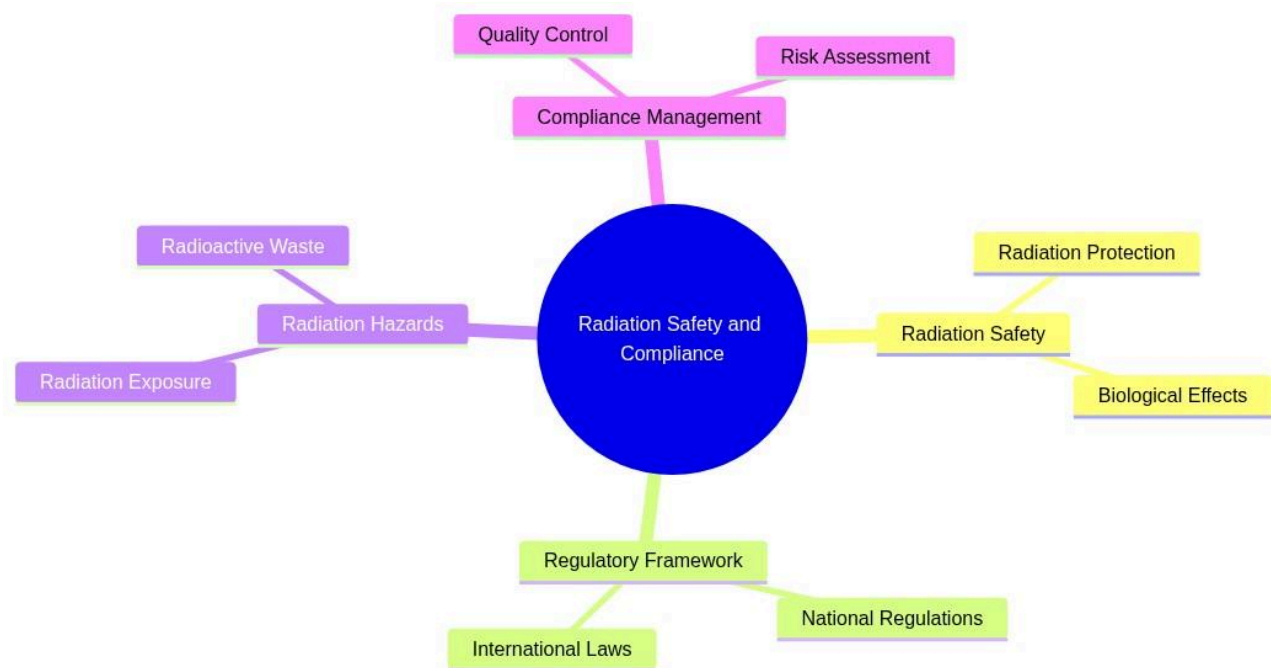 Quality Control
Risk Assessment
Compliance Management
Radioactive Waste
Radiation Protection
Radiation Hazards
Radiation Safety and
Compliance
Radiation Safety
Radiation Exposure
Biological Effects
Regulatory Framework
National Regulations
International Laws